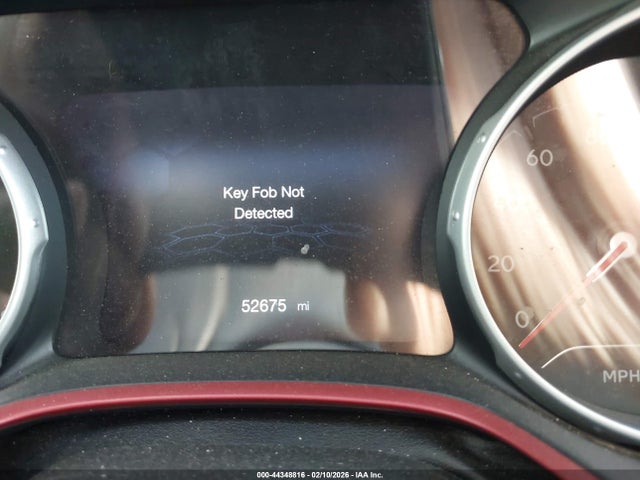 Key Fob Not
Detected
52675 mi
60
20
0
MPH
000-44348816 - 02/10/2026 - IAA Inc.